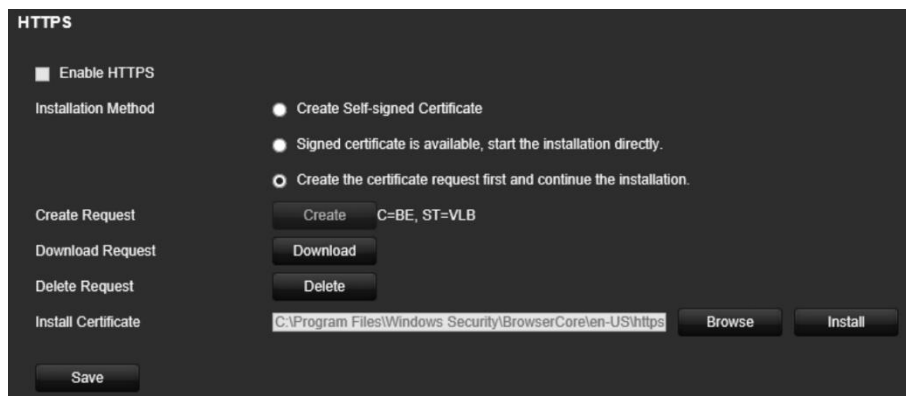 HTTPS
Enable HTTPS
Installation Method
Create Self-signed Certificate
Signed certificate is available, start the installation directly.
Create the certificate request first and continue the installation.
Create Request Create C=BE, ST=VLB
Download Request Download
Delete Request Delete
Install Certificate C:\Program Files\Windows Security\BrowserCore\en-US\https Browse Install
Save